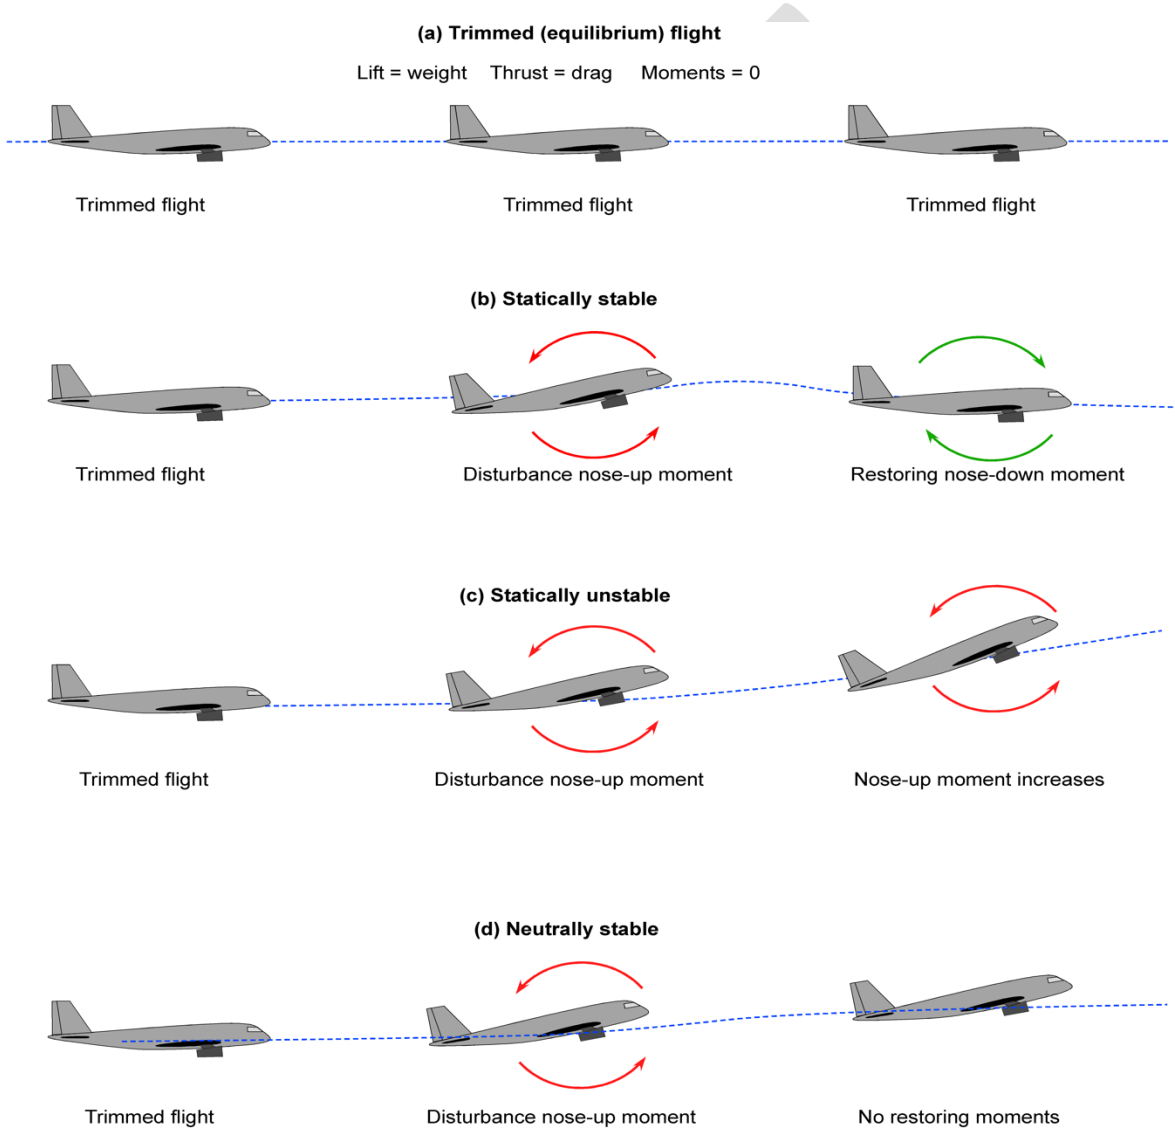 (a) Trimmed (equilibrium) flight
Lift = weight Thrust = drag Moments = 0
Trimmed flight Trimmed flight Trimmed flight
(b) Statically stable
Trimmed flight Disturbance nose-up moment Restoring nose-down moment
(c) Statically unstable
Trimmed flight Disturbance nose-up moment Nose-up moment increases
(d) Neutrally stable
Trimmed flight Disturbance nose-up moment No restoring moments